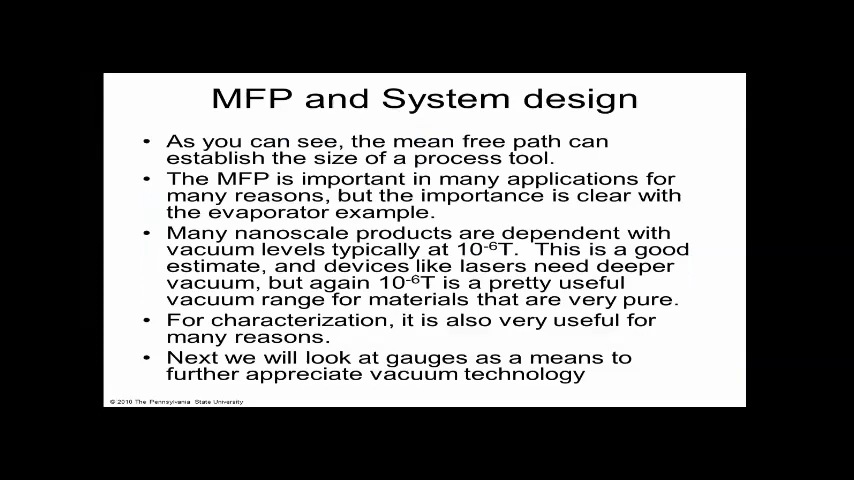 MFP and System design
• As you can see, the mean free path can
establish the size of a process tool.
• The MFP is important in many applications for
many reasons, but the importance is clear with
the evaporator example.
• Many nanoscale products are dependent with
vacuum levels typically at 10⁻⁶T. This is a good
estimate, and devices like lasers need deeper
vacuum, but again 10⁻⁶T is a pretty useful
vacuum range for materials that are very pure.
• For characterization, it is also very useful for
many reasons.
• Next we will look at gauges as a means to
further appreciate vacuum technology
© 2010 The Pennsylvania State University